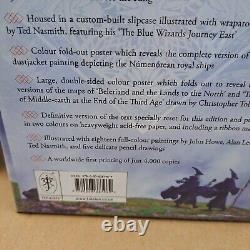 Housed in a custom-built slipcase illustrated with wraparo
by Ted Nasmith, featuring his 'The Blue Wizards Journey East'
Colour fold-out poster which reveals the complete version of
dustjacket painting depicting the Númenórean royal ships
Large, double-sided colour poster which folds out to reveal
versions of the maps of 'Beleriand and the Lands to the North' and "T
of Middle-earth at the End of the Third Age' drawn by Christopher Tol
Definitive version of the text specially reset for this edition and p
in two colours on heavyweight acid-free paper, and including a ribbon m
Illustrated with eighteen full-colour paintings by John Howe, Alan Le
Ted Nasmith, and five delicate pencil drawings
A worldwide first printing of just 4,000 copies